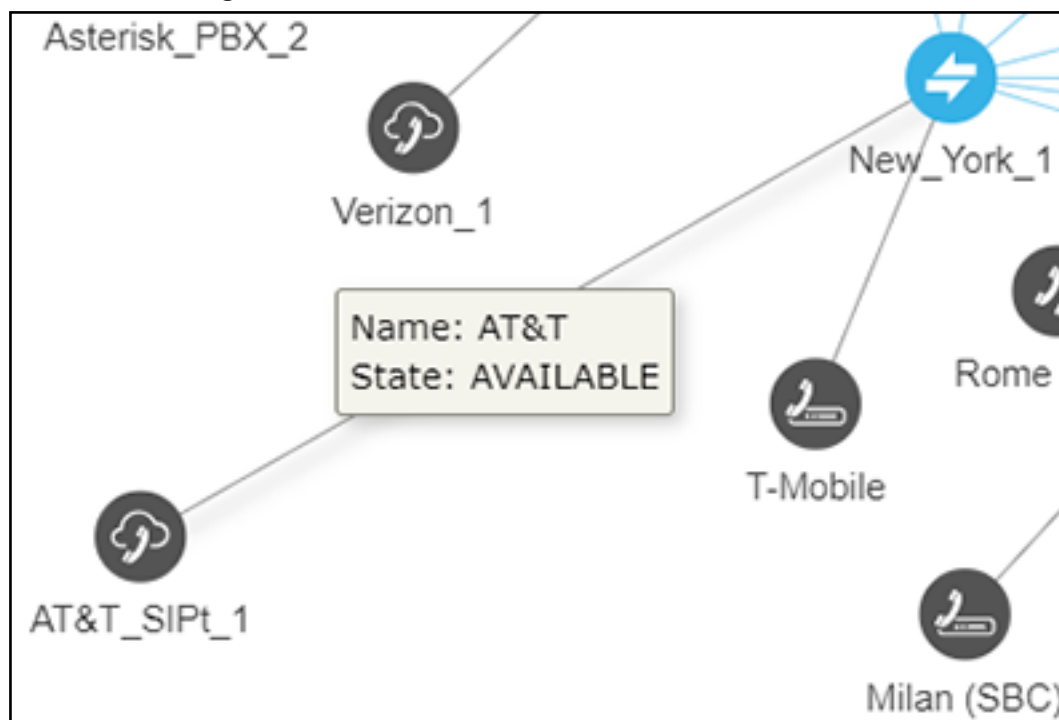 Asterisk_PBX_2
New_York_1
Verizon_1
Name: AT&T
State: AVAILABLE
Rome
T-Mobile
AT&T_SIPt_1
Milan (SBC)